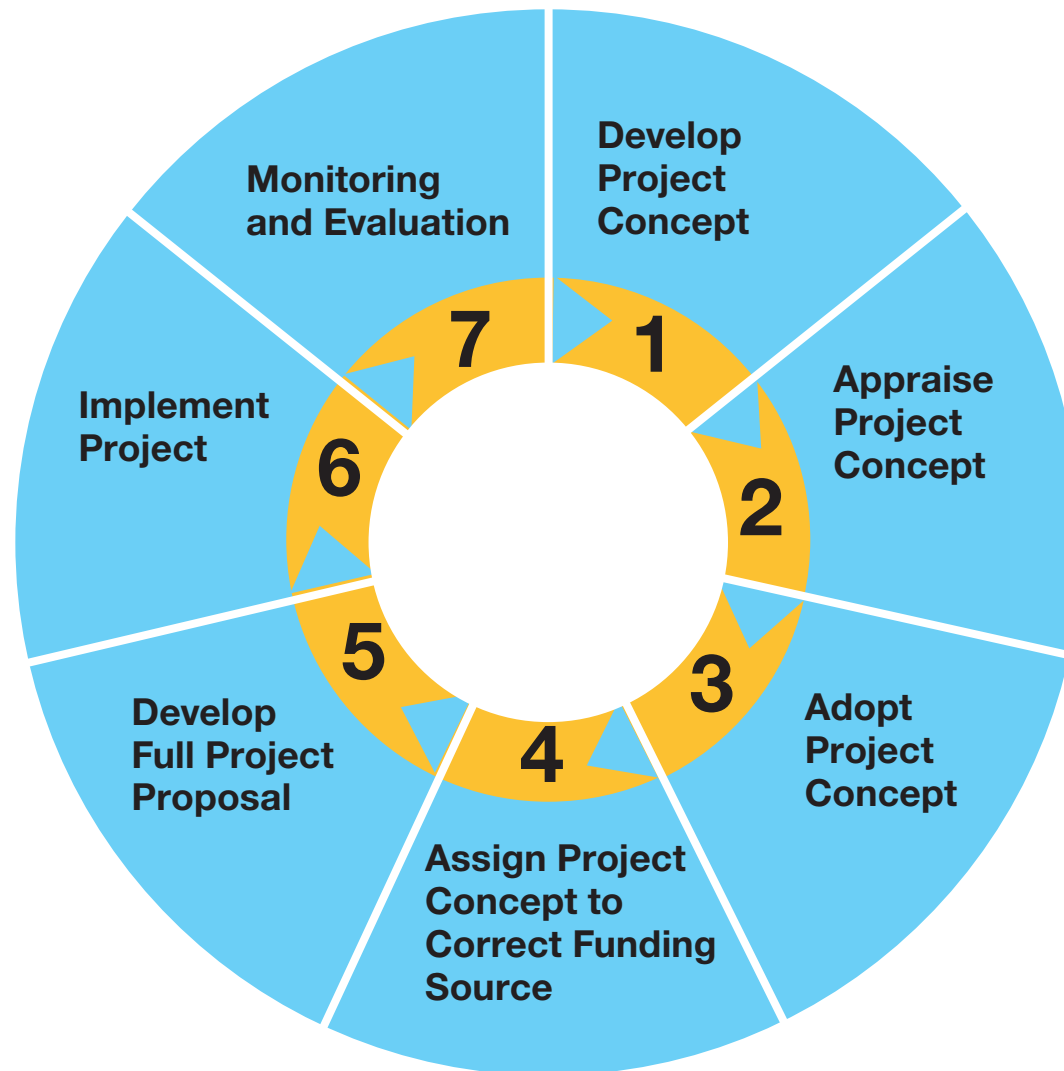 1
Develop
Project
Concept
2
Appraise
Project
Concept
3
Adopt
Project
Concept
4
Assign Project
Concept to
Correct Funding
Source
5
Develop
Full Project
Proposal
6
Implement
Project
7
Monitoring
and Evaluation